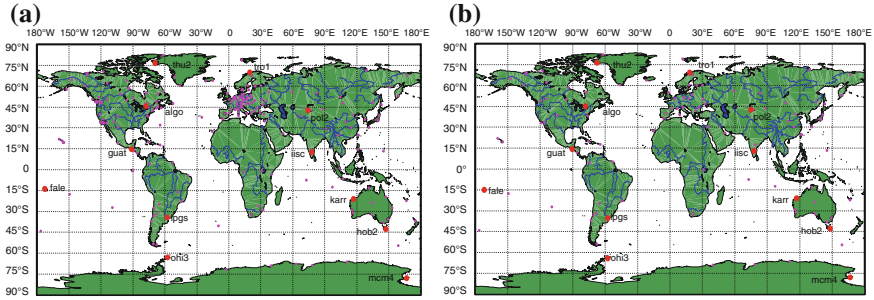 (a)
180°W 150°W 120°W 90°W 60°W 30°W 0 30°E 60°E 90°E 120°E 150°E 180°E
90°N
75°N
60°N
45°N
30°N
15°N
0°
15°S
30°S
45°S
60°S
75°S
90°S
thu2
tro1
algo
pol2
guat
iisc
fale
karr
lpgs
hob2
ohi3
mcm4
(b)
180°W 150°W 120°W 90°W 60°W 30°W 0 30°E 60°E 90°E 120°E 150°E 180°E
90°N
75°N
60°N
45°N
30°N
15°N
0°
15°S
30°S
45°S
60°S
75°S
90°S
thu2
tro1
algo
pol2
guat
iisc
fale
karr
lpgs
hob2
ohi3
mcm4